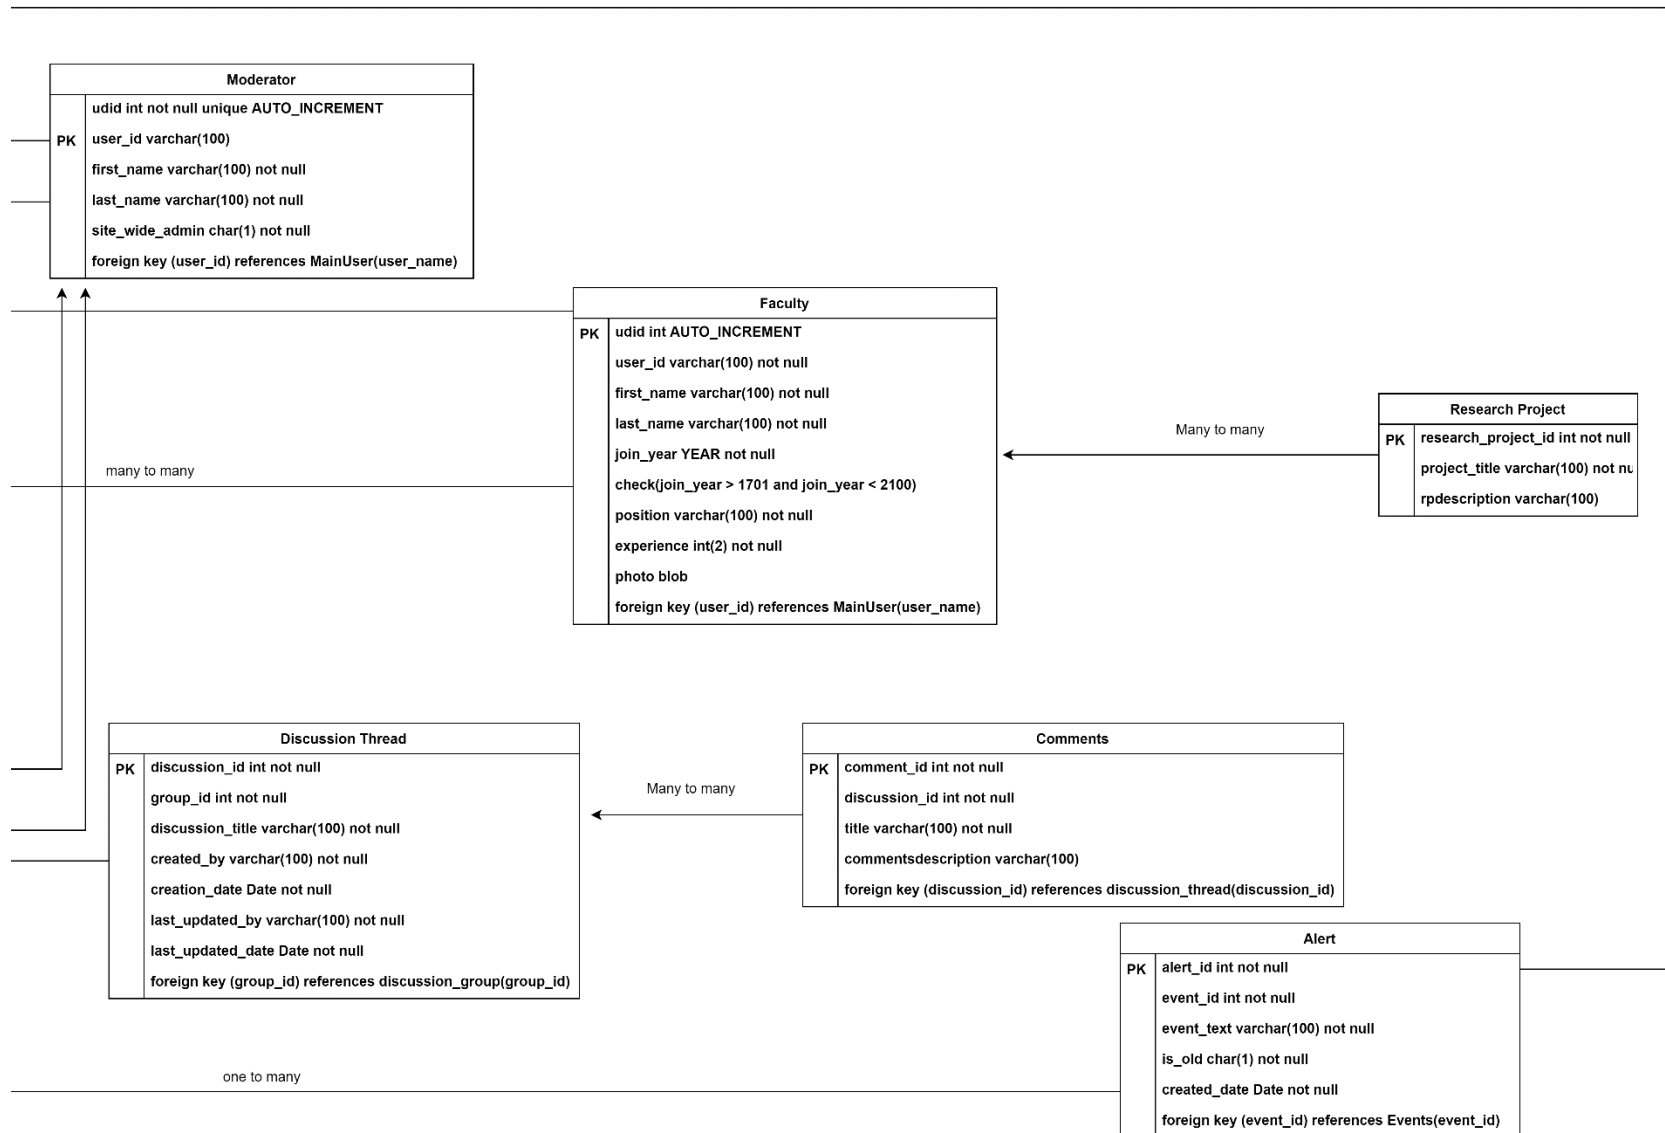 Moderator
udid int not null unique AUTO_INCREMENT
PK user_id varchar(100)
first_name varchar(100) not null
last_name varchar(100) not null
site_wide_admin char(1) not null
foreign key (user_id) references MainUser(user_name)
Faculty
PK udid int AUTO_INCREMENT
user_id varchar(100) not null
first_name varchar(100) not null
last_name varchar(100) not null
join_year YEAR not null
check(join_year > 1701 and join_year < 2100)
position varchar(100) not null
experience int(2) not null
photo blob
foreign key (user_id) references MainUser(user_name)
many to many
Many to many
Research Project
PK research_project_id int not null
project_title varchar(100) not nu
rpdescription varchar(100)
Discussion Thread
PK discussion_id int not null
group_id int not null
discussion_title varchar(100) not null
created_by varchar(100) not null
creation_date Date not null
last_updated_by varchar(100) not null
last_updated_date Date not null
foreign key (group_id) references discussion_group(group_id)
Many to many
Comments
PK comment_id int not null
discussion_id int not null
title varchar(100) not null
commentsdescription varchar(100)
foreign key (discussion_id) references discussion_thread(discussion_id)
Alert
PK alert_id int not null
event_id int not null
event_text varchar(100) not null
is_old char(1) not null
created_date Date not null
foreign key (event_id) references Events(event_id)
one to many